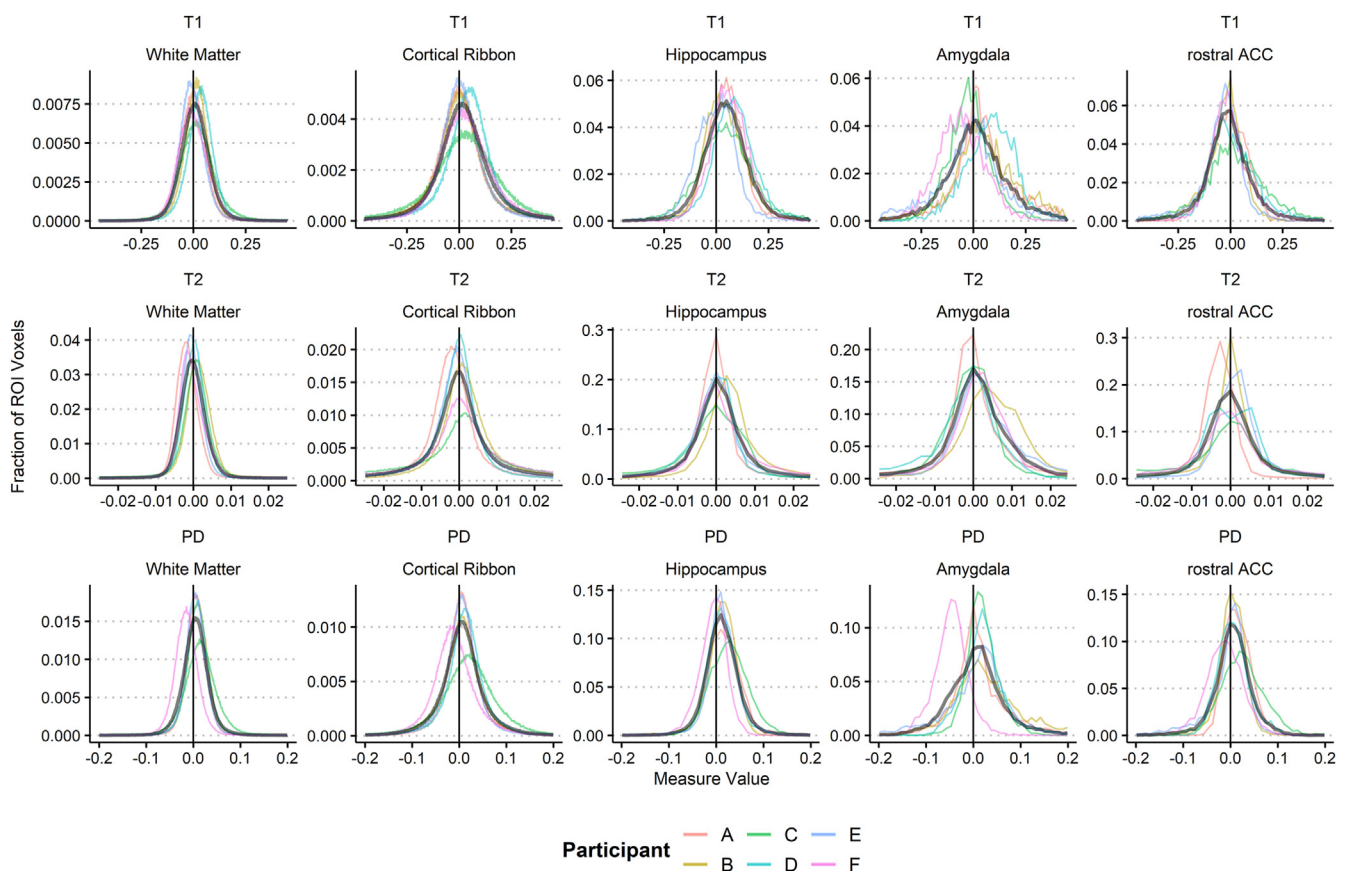 T1 T1 T1 T1 T1
White Matter Cortical Ribbon Hippocampus Amygdala rostral ACC
0.0075 0.0050 0.0025 0.000
0.004 0.002 0.000
0.06 0.04 0.02 0.00
0.06 0.04 0.02 0.00
0.06 0.04 0.02 0.00
-0.25 0.00 0.25 -0.25 0.00 0.25 -0.25 0.00 0.25 -0.25 0.00 0.25 -0.25 0.00 0.25
T2 T2 T2 T2 T2
White Matter Cortical Ribbon Hippocampus Amygdala rostral ACC
Fraction of ROI Voxels
0.04 0.03 0.02 0.01 0.00
0.020 0.015 0.010 0.005 0.000
0.3 0.2 0.1 0.0
0.20 0.15 0.10 0.05 0.00
0.3 0.2 0.1 0.0
-0.02 -0.01 0.00 0.01 0.02 -0.02 -0.01 0.00 0.01 0.02 -0.02 -0.01 0.00 0.01 0.02 -0.02 -0.01 0.00 0.01 0.02 -0.02 -0.01 0.00 0.01 0.02
PD PD PD PD PD
White Matter Cortical Ribbon Hippocampus Amygdala rostral ACC
0.015 0.010 0.005 0.000
0.010 0.005 0.000
0.15 0.10 0.05 0.00
0.10 0.05 0.00
0.15 0.10 0.05 0.00
-0.2 -0.1 0.0 0.1 0.2 -0.2 -0.1 0.0 0.1 0.2 -0.2 -0.1 0.0 0.1 0.2 -0.2 -0.1 0.0 0.1 0.2 -0.2 -0.1 0.0 0.1 0.2
Measure Value
Participant
A C E
B D F